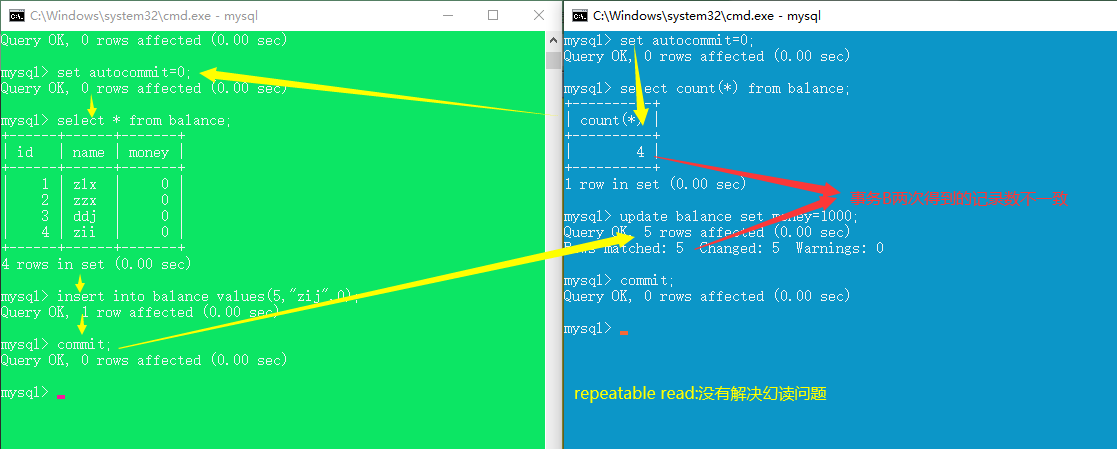 C:\Windows\system32\cmd.exe - mysql
Query OK, 0 rows affected (0.00 sec)
mysql> set autocommit=0;
Query OK, 0 rows affected (0.00 sec)
mysql> select * from balance;
+------+------+-------+
| id | name | money |
+------+------+-------+
| 1 | zlx | 0 |
| 2 | zzx | 0 |
| 3 | ddj | 0 |
| 4 | zii | 0 |
+------+------+-------+
4 rows in set (0.00 sec)
mysql> insert into balance values(5,"zij",0);
Query OK, 1 row affected (0.00 sec)
mysql> commit;
Query OK, 0 rows affected (0.00 sec)
mysql>
C:\Windows\system32\cmd.exe - mysql
mysql> set autocommit=0;
Query OK, 0 rows affected (0.00 sec)
mysql> select count(*) from balance;
+----------+
| count(*) |
+----------+
| 4 |
+----------+
1 row in set (0.00 sec)
事务B两次得到的记录数不一致
mysql> update balance set money=1000;
Query OK, 5 rows affected (0.00 sec)
Rows matched: 5 Changed: 5 Warnings: 0
mysql> commit;
Query OK, 0 rows affected (0.00 sec)
mysql>
repeatable read:没有解决幻读问题